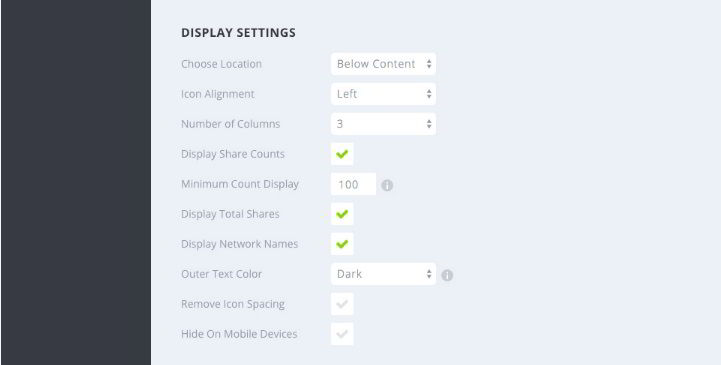 DISPLAY SETTINGS
Choose Location Below Content
Icon Alignment Left
Number of Columns 3
Display Share Counts
Minimum Count Display 100
Display Total Shares
Display Network Names
Outer Text Color Dark
Remove Icon Spacing
Hide On Mobile Devices